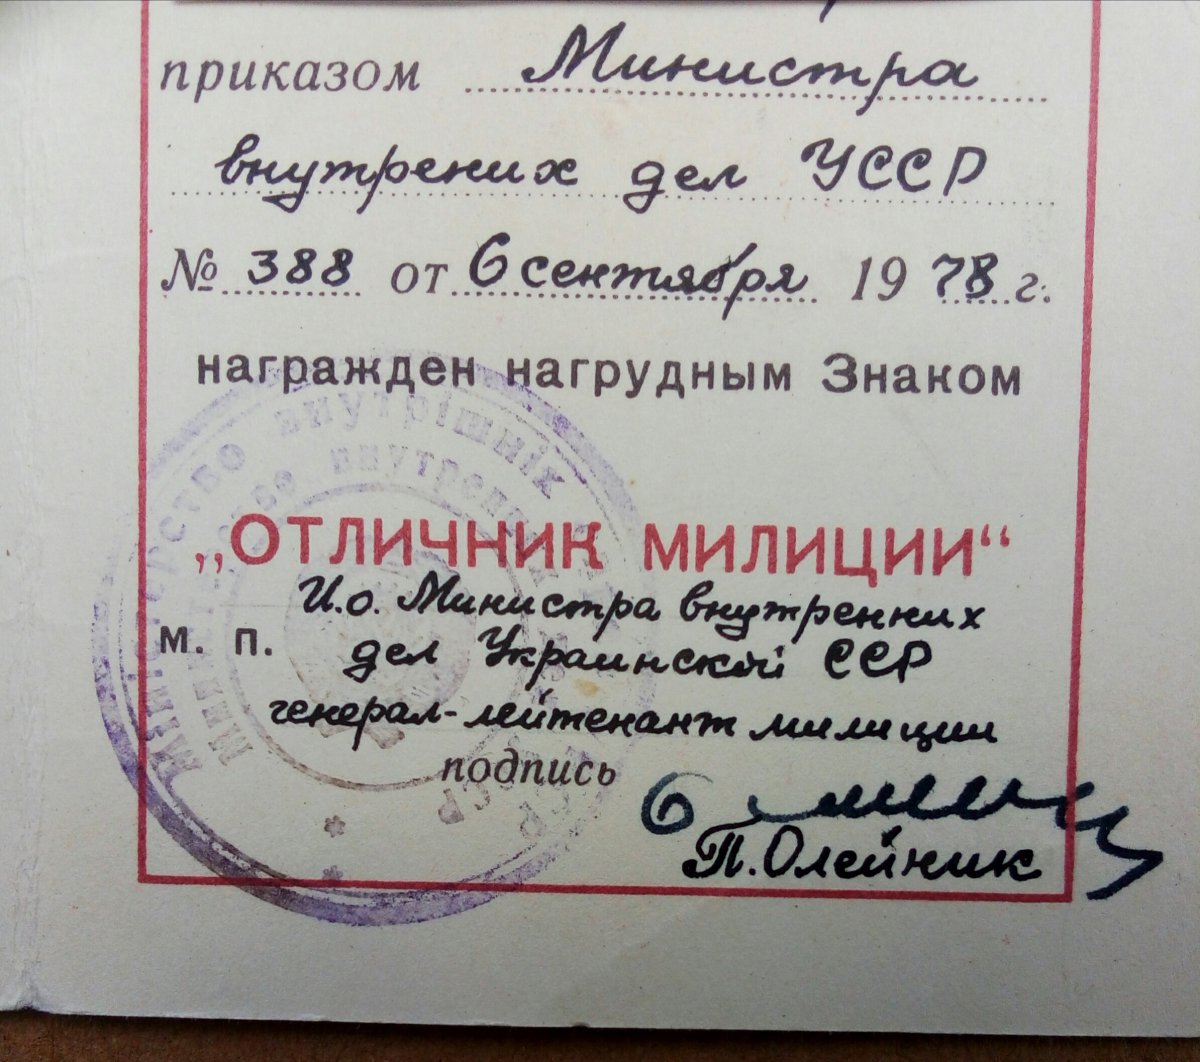 приказом Министра
внутрених дел УССР
№ 388 от 6 сентября 1978 г.
награжден нагрудным Знаком
„ОТЛИЧНИК МИЛИЦИИ“
И.о. Министра внутренних
м. п. дел Украинской ССР
генерал-лейтенант милиции
подпись
П. Олейник
внутрішніх